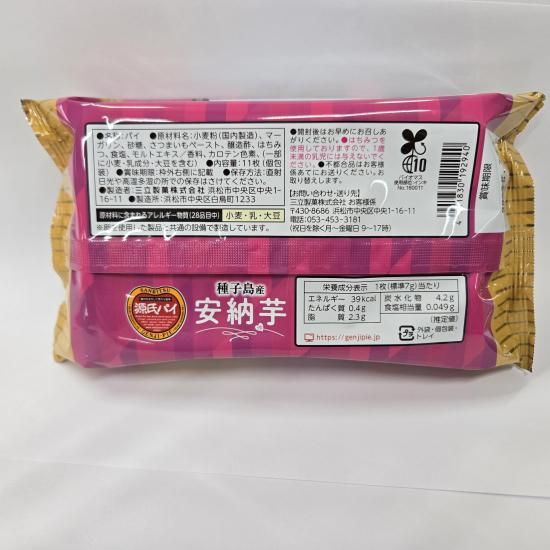 ●名称:パイ ●原材料名:小麦粉(国内製造)、マー
ガリン、砂糖、さつまいもペースト、醸造酢、はちみ
つ、食塩、モルトエキス/香料、カロテン色素、(一部
に小麦・乳成分・大豆を含む) ●内容量:11枚(個包
装) ●賞味期限:枠外右側に記載 ●保存方法:直射
日光や高温多湿の所での保存はさけてください。
●製造者:三立製菓株式会社 浜松市中央区中央1-
16-11 ●製造所:浜松市中央区白鳥町1233
原材料に含まれるアレルギー物質(28品目中) 小麦・乳・大豆
※卵を使用した製品と共通の設備で製造しています。
●開封後はお早めにお召しあ
がりください。●はちみつを
使用しておりますので、1歳
未満の乳児には与えないでく
ださい。●不都合品はお客様
係あてにお送りください。お
取り替えします。
<お問い合わせ・送り先>
三立製菓株式会社 お客様係
〒430-8686 浜松市中央区中央1-16-11
電話:053-453-3181
(祝日を除く月～金曜日 9～17時)
10
バイオマス
使用部位:インキ
No.160011
4 901830 192940
賞味期限
SANRITSU
源氏パイ
GENJI PIE
種子島産
安納芋
栄養成分表示 1枚(標準7g)当たり
エネルギー 39kcal
たんぱく質 0.4g
脂質 2.3g
炭水化物 4.2g
食塩相当量 0.049g
(推定値)
https://genjipie.jp
プラ
外袋・個包装・
トレイ